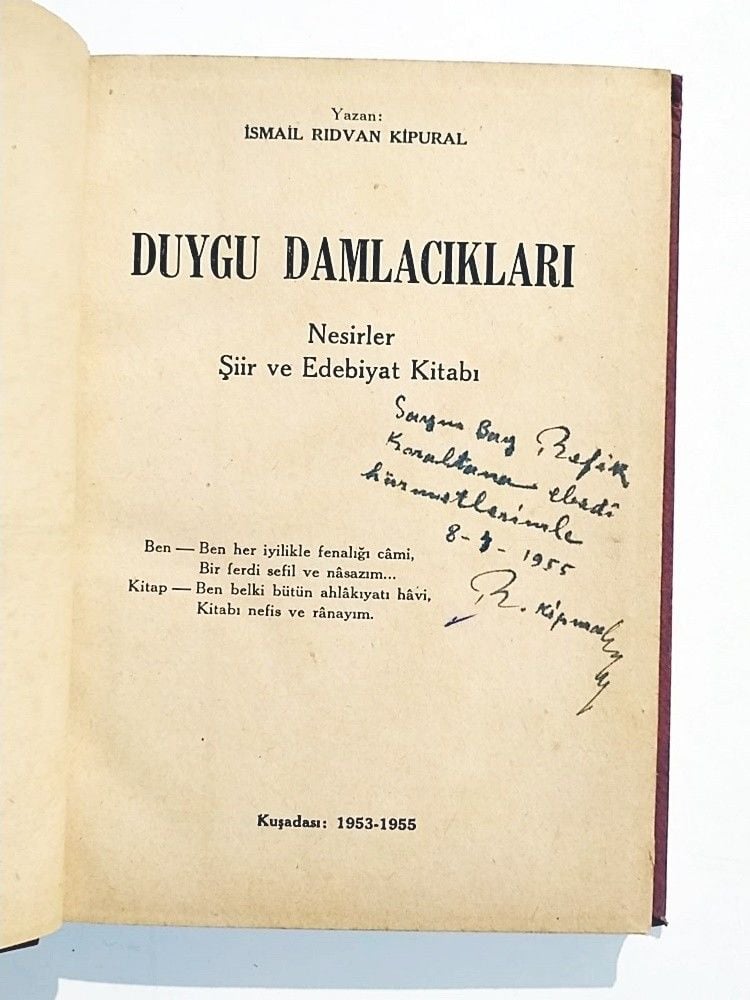 Yazan:
İSMAİL RIDVAN KİPURAL
DUYGU DAMLACIKLARI
Nesirler
Şiir ve Edebiyat Kitabı
Sayın Bay Refik
ebedî
hürmetlerimle
8-7-1955
R. Kipural
Ben — Ben her iyilikle fenalığı câmi,
Bir ferdi sefil ve nâsazım...
Kitap — Ben belki bütün ahlâkıyatı hâvi,
Kitabı nefis ve rânayım.
Kuşadası: 1953-1955